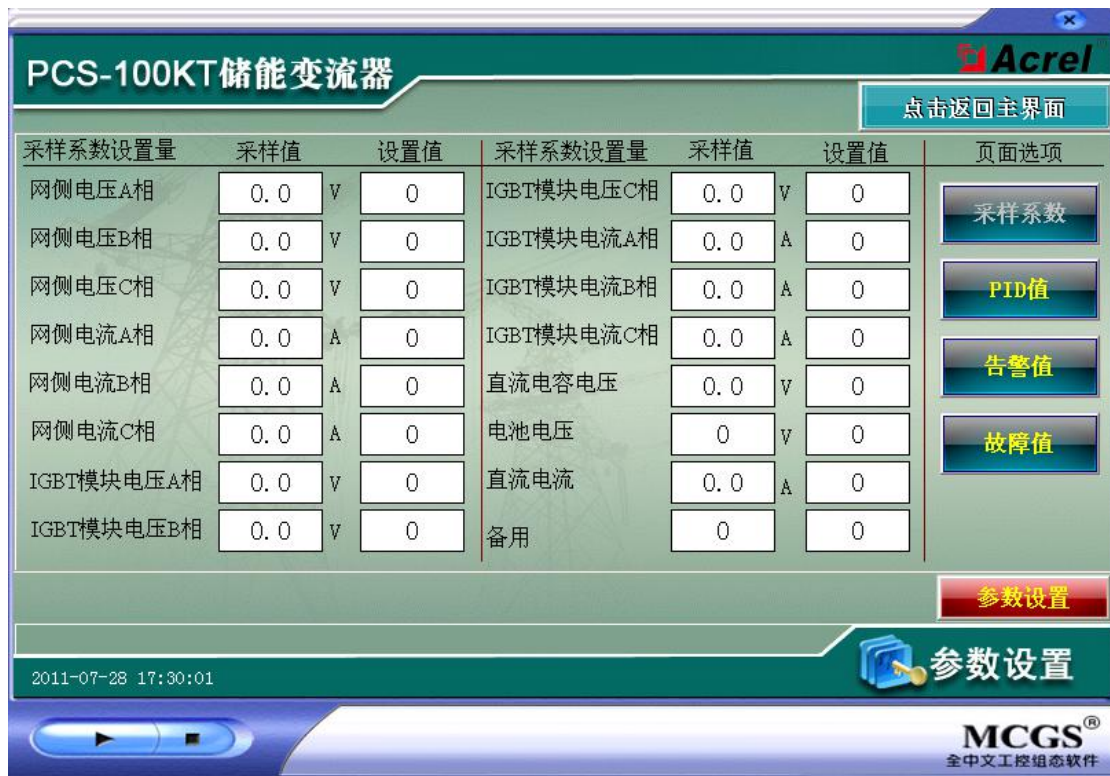 Acrel
PCS-100KT储能变流器
点击返回主界面
采样系数设置量 采样值 设置值 采样系数设置量 采样值 设置值 页面选项
网侧电压A相 0.0 V 0 IGBT模块电压C相 0.0 V 0
采样系数
网侧电压B相 0.0 V 0 IGBT模块电流A相 0.0 A 0
网侧电压C相 0.0 V 0 IGBT模块电流B相 0.0 A 0
PID值
网侧电流A相 0.0 A 0 IGBT模块电流C相 0.0 A 0
告警值
网侧电流B相 0.0 A 0 直流电容电压 0.0 V 0
网侧电流C相 0.0 A 0 电池电压 0 V 0
故障值
IGBT模块电压A相 0.0 V 0 直流电流 0.0 A 0
IGBT模块电压B相 0.0 V 0 备用 0 0
参数设置
参数设置
2011-07-28 17:30:01
MCGS®
全中文工控组态软件